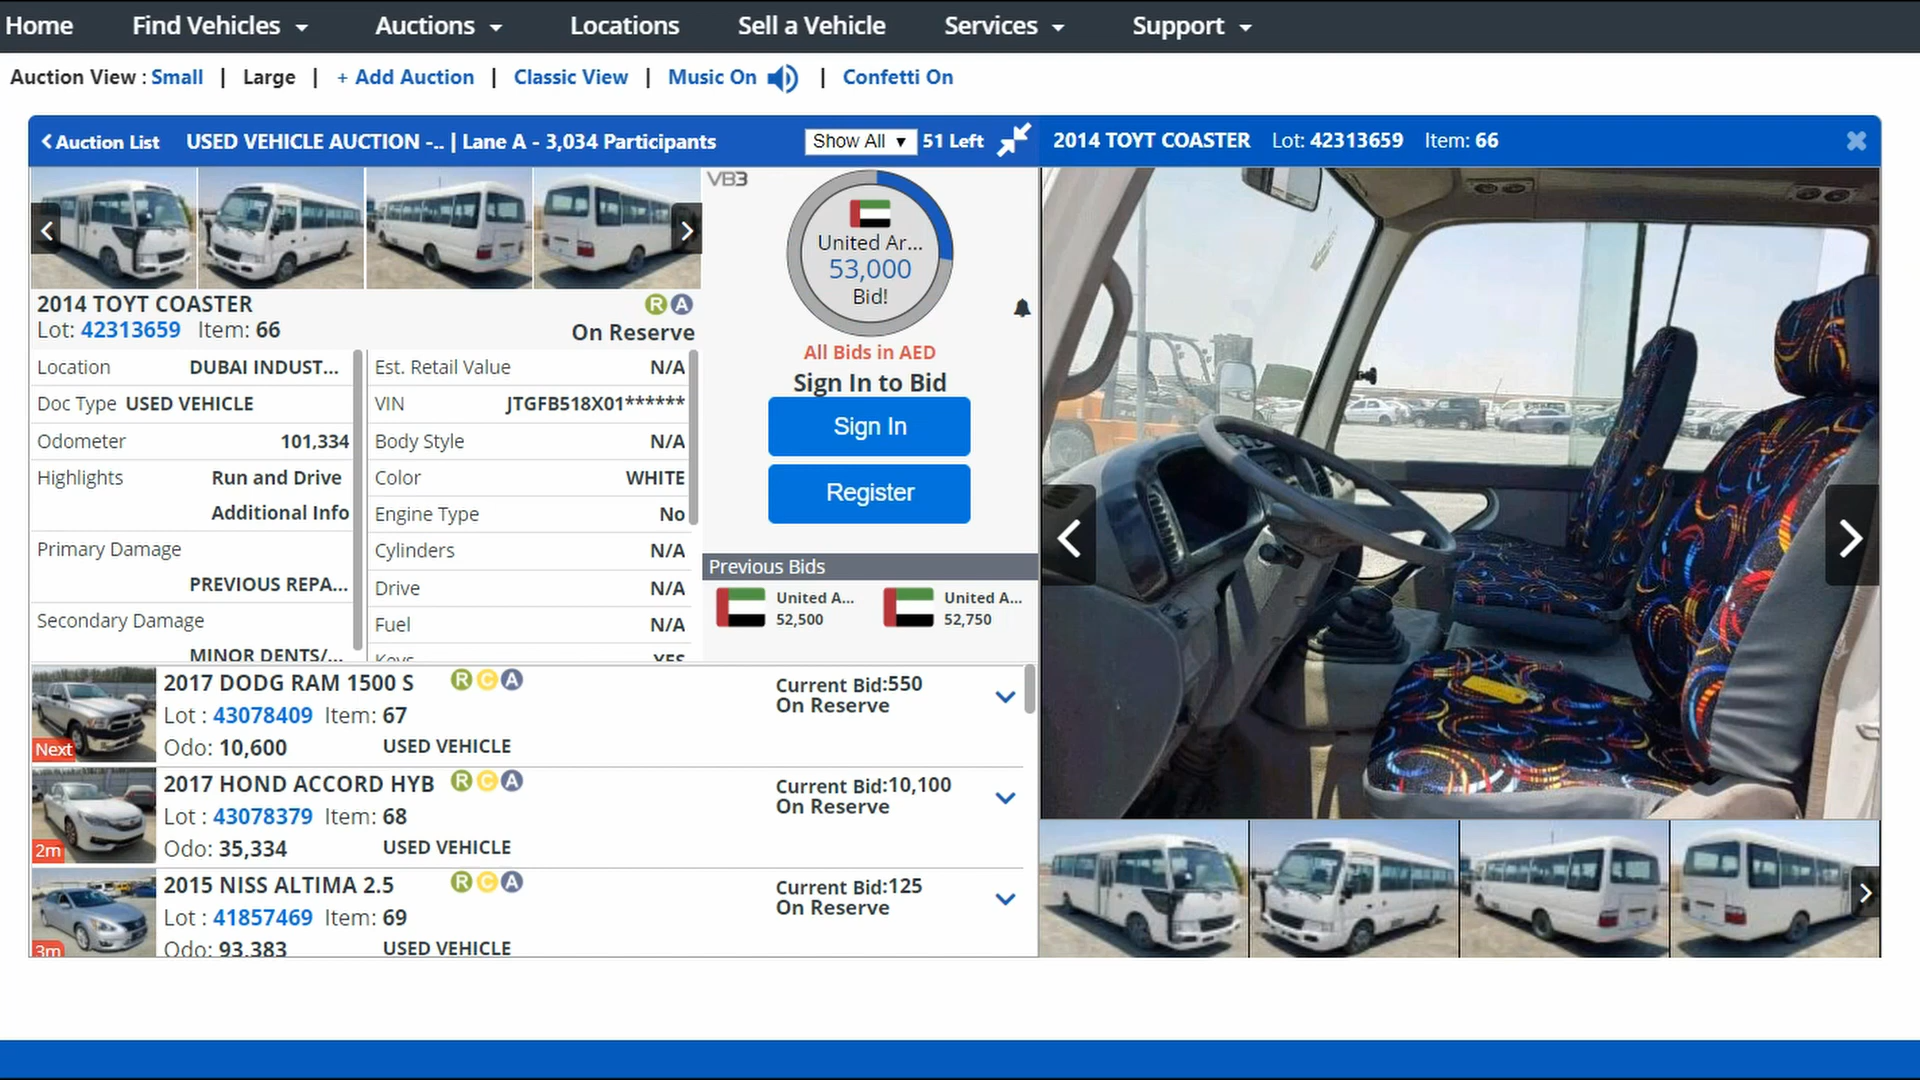 Home Find Vehicles Auctions Locations Sell a Vehicle Services Support
Auction View : Small | Large | + Add Auction | Classic View | Music On | Confetti On
Auction List USED VEHICLE AUCTION -.. | Lane A - 3,034 Participants Show All 51 Left
2014 TOYT COASTER Lot: 42313659 Item: 66
VB3
2014 TOYT COASTER R A
Lot: 42313659 Item: 66 On Reserve
Location DUBAI INDUST...
Doc Type USED VEHICLE
Odometer 101,334
Highlights Run and Drive
Additional Info
Primary Damage
PREVIOUS REPA...
Secondary Damage
MINOR DENTS/...
Est. Retail Value N/A
VIN JTGFB518X01******
Body Style N/A
Color WHITE
Engine Type No
Cylinders N/A
Drive N/A
Fuel N/A
Keys YES
United Ar...
53,000
Bid!
All Bids in AED
Sign In to Bid
Sign In
Register
Previous Bids
United A...
52,500
United A...
52,750
2017 DODG RAM 1500 S R C A
Lot : 43078409 Item: 67
Odo: 10,600 USED VEHICLE
Next
Current Bid:550
On Reserve
2017 HOND ACCORD HYB R C A
Lot : 43078379 Item: 68
Odo: 35,334 USED VEHICLE
2m
Current Bid:10,100
On Reserve
2015 NISS ALTIMA 2.5 R C A
Lot : 41857469 Item: 69
Odo: 93,383 USED VEHICLE
3m
Current Bid:125
On Reserve